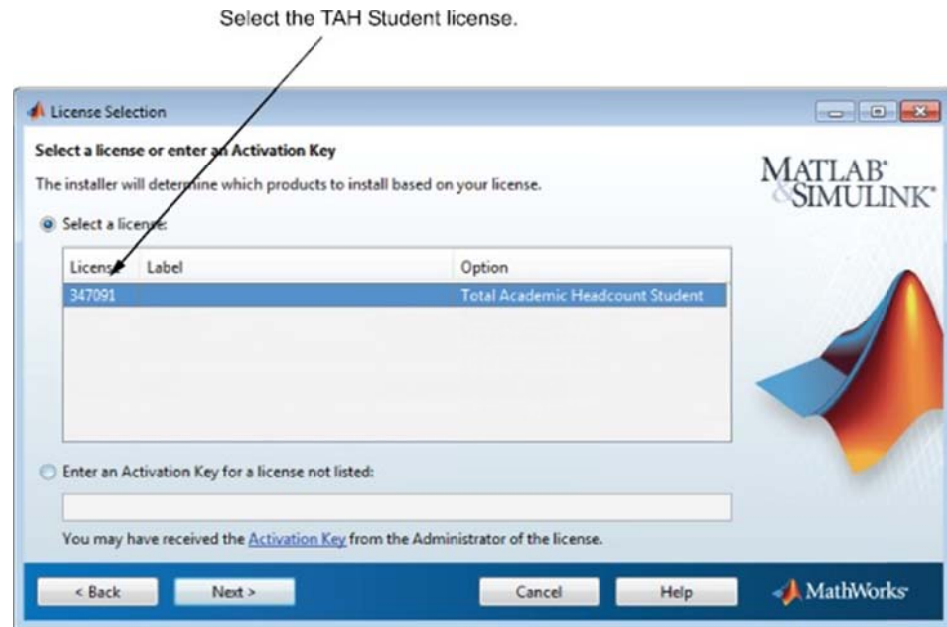 Select the TAH Student license.
License Selection
Select a license or enter an Activation Key
The installer will determine which products to install based on your license.
MATLAB®
&SIMULINK®
Select a license:
License Label Option
347091 Total Academic Headcount Student
Enter an Activation Key for a license not listed:
You may have received the Activation Key from the Administrator of the license.
< Back Next > Cancel Help MathWorks®